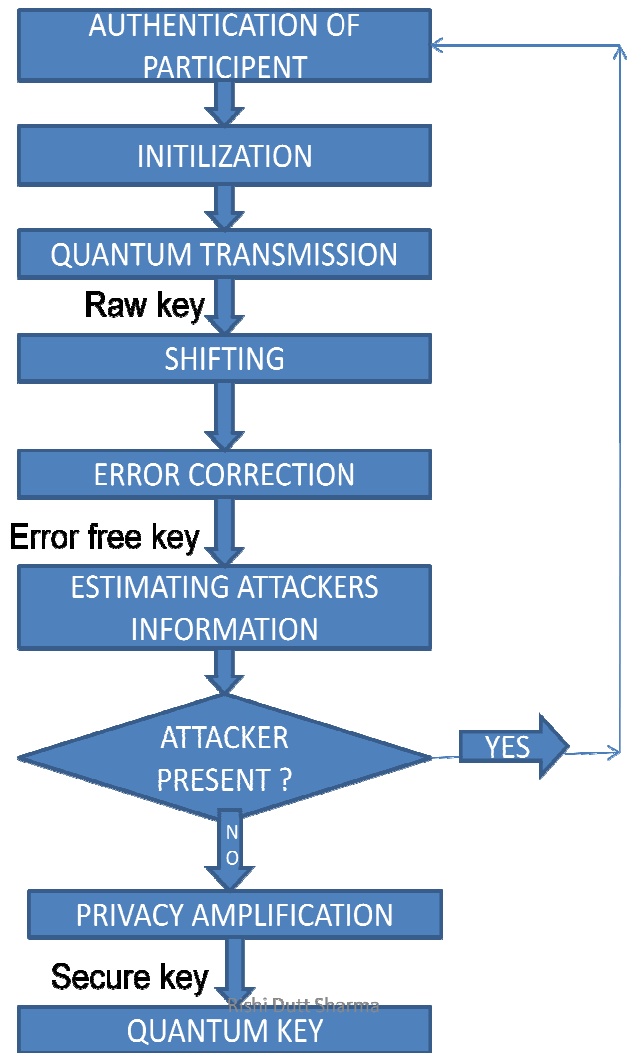 AUTHENTICATION OF
PARTICIPENT
INITILIZATION
QUANTUM TRANSMISSION
Raw key
SHIFTING
ERROR CORRECTION
Error free key
ESTIMATING ATTACKERS
INFORMATION
ATTACKER
PRESENT ?
YES
N
O
PRIVACY AMPLIFICATION
Secure key
Rishi Dutt Sharma
QUANTUM KEY